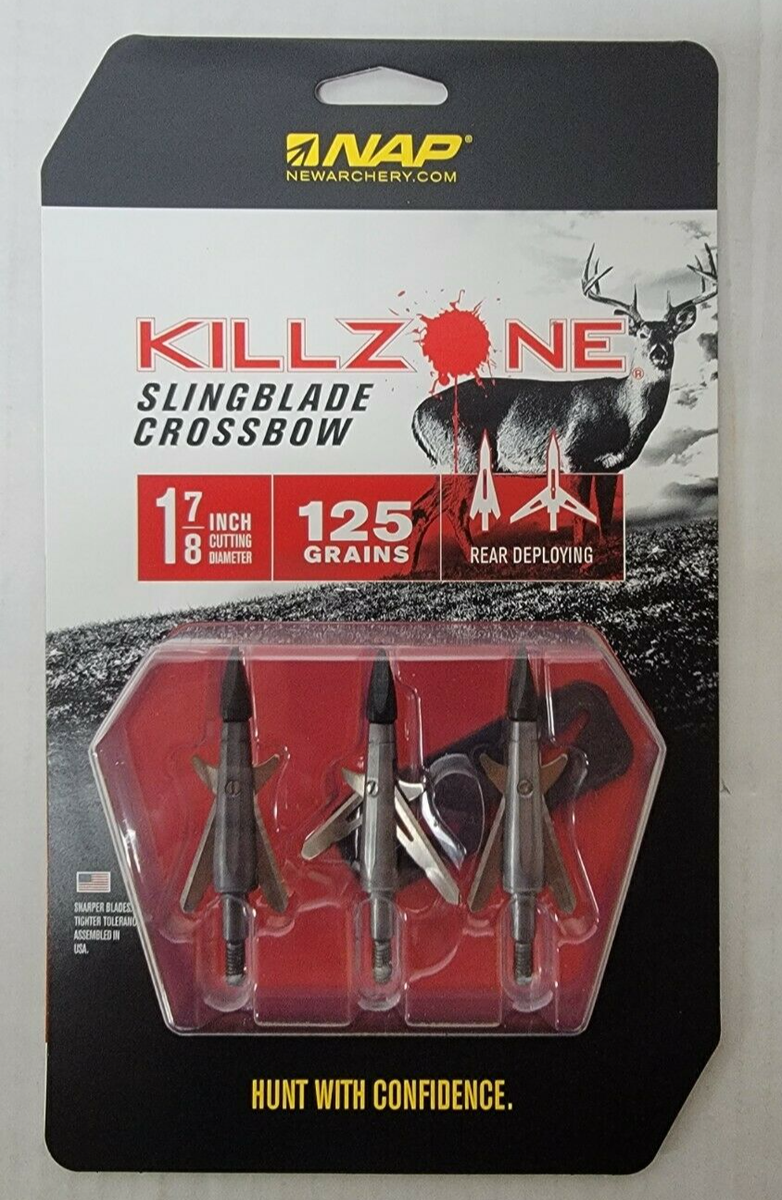 NAP®
NEWARCHERY.COM
KILLZONE®
SLINGBLADE
CROSSBOW
1 7/8 INCH
CUTTING
DIAMETER
125
GRAINS
REAR DEPLOYING
SHARPER BLADES.
TIGHTER
ASSEMBLED IN
USA.
HUNT WITH CONFIDENCE.